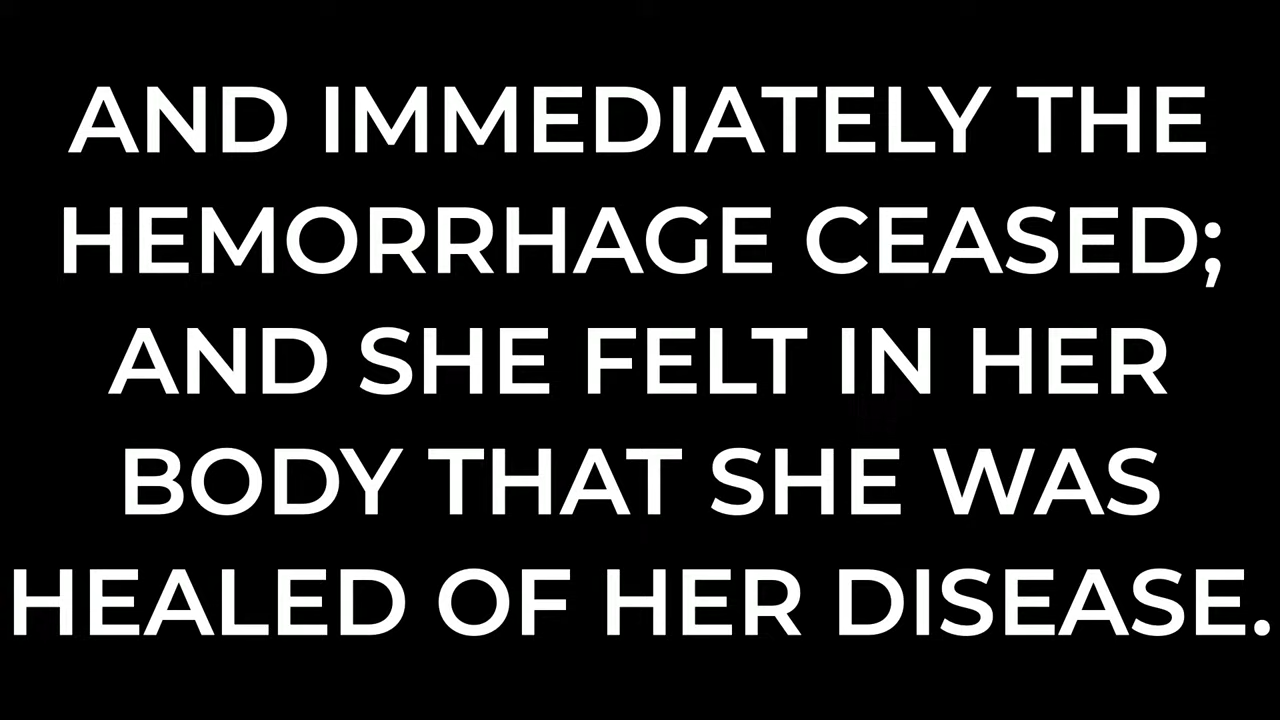 AND IMMEDIATELY THE
HEMORRHAGE CEASED;
AND SHE FELT IN HER
BODY THAT SHE WAS
HEALED OF HER DISEASE.